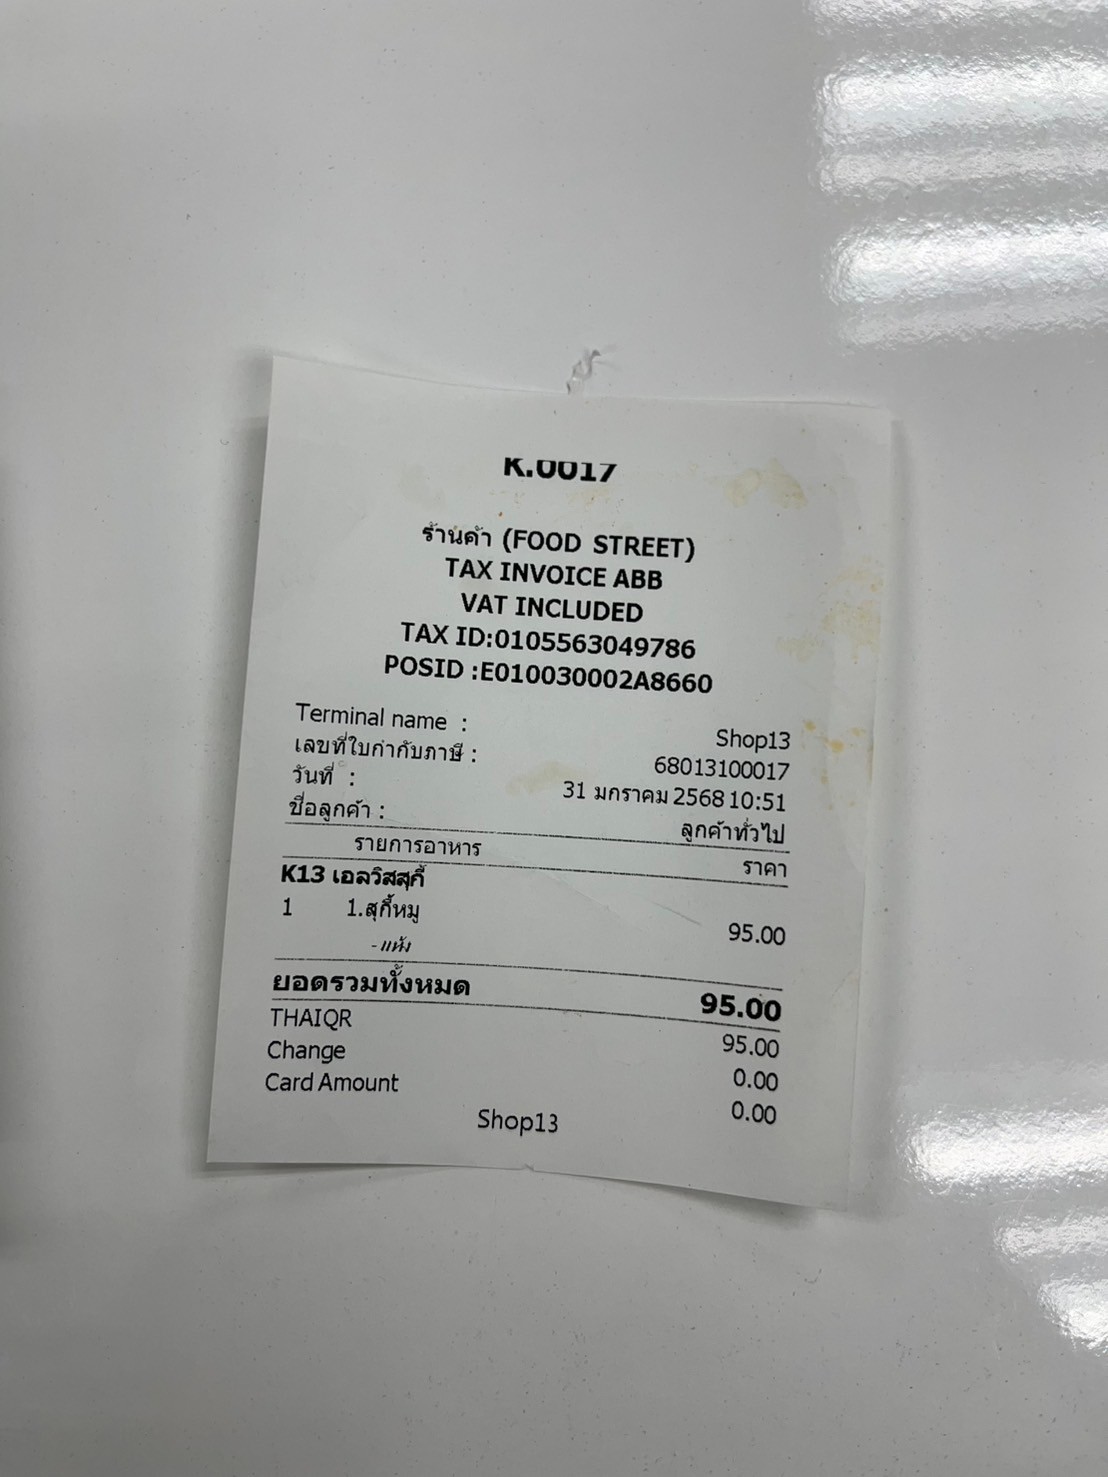 K.0017
ร้านค้า (FOOD STREET)
TAX INVOICE ABB
VAT INCLUDED
TAX ID:0105563049786
POSID :E010030002A8660
Terminal name : Shop13
เลขที่ใบกำกับภาษี : 68013100017
วันที่ : 31 มกราคม 2568 10:51
ชื่อลูกค้า : ลูกค้าทั่วไป
รายการอาหาร ราคา
K13 เอลวิสสุกี้
1 1.สุกี้หมู 95.00
-แห้ง
ยอดรวมทั้งหมด 95.00
THAIQR 95.00
Change 0.00
Card Amount 0.00
Shop13